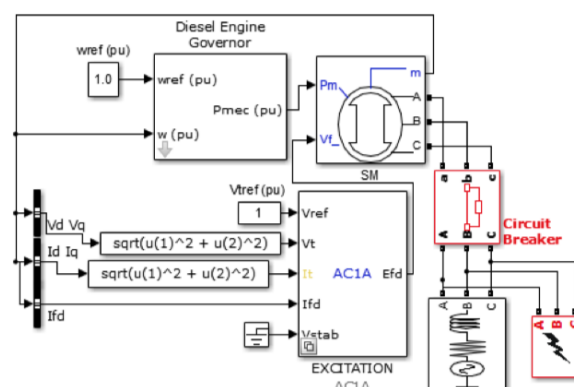 Diesel Engine
Governor
wref (pu)
1.0
wref (pu)
Pmec (pu)
w (pu)
Pm
m
A
B
Vf_
C
SM
a b c
A B C
Circuit
Breaker
Vtref (pu)
1
Vref
Vd Vq
sqrt(u(1)^2 + u(2)^2)
Vt
Id Iq
sqrt(u(1)^2 + u(2)^2)
It
AC1A
Efd
Ifd
Ifd
Vstab
EXCITATION
AC1A
A B C
A B C